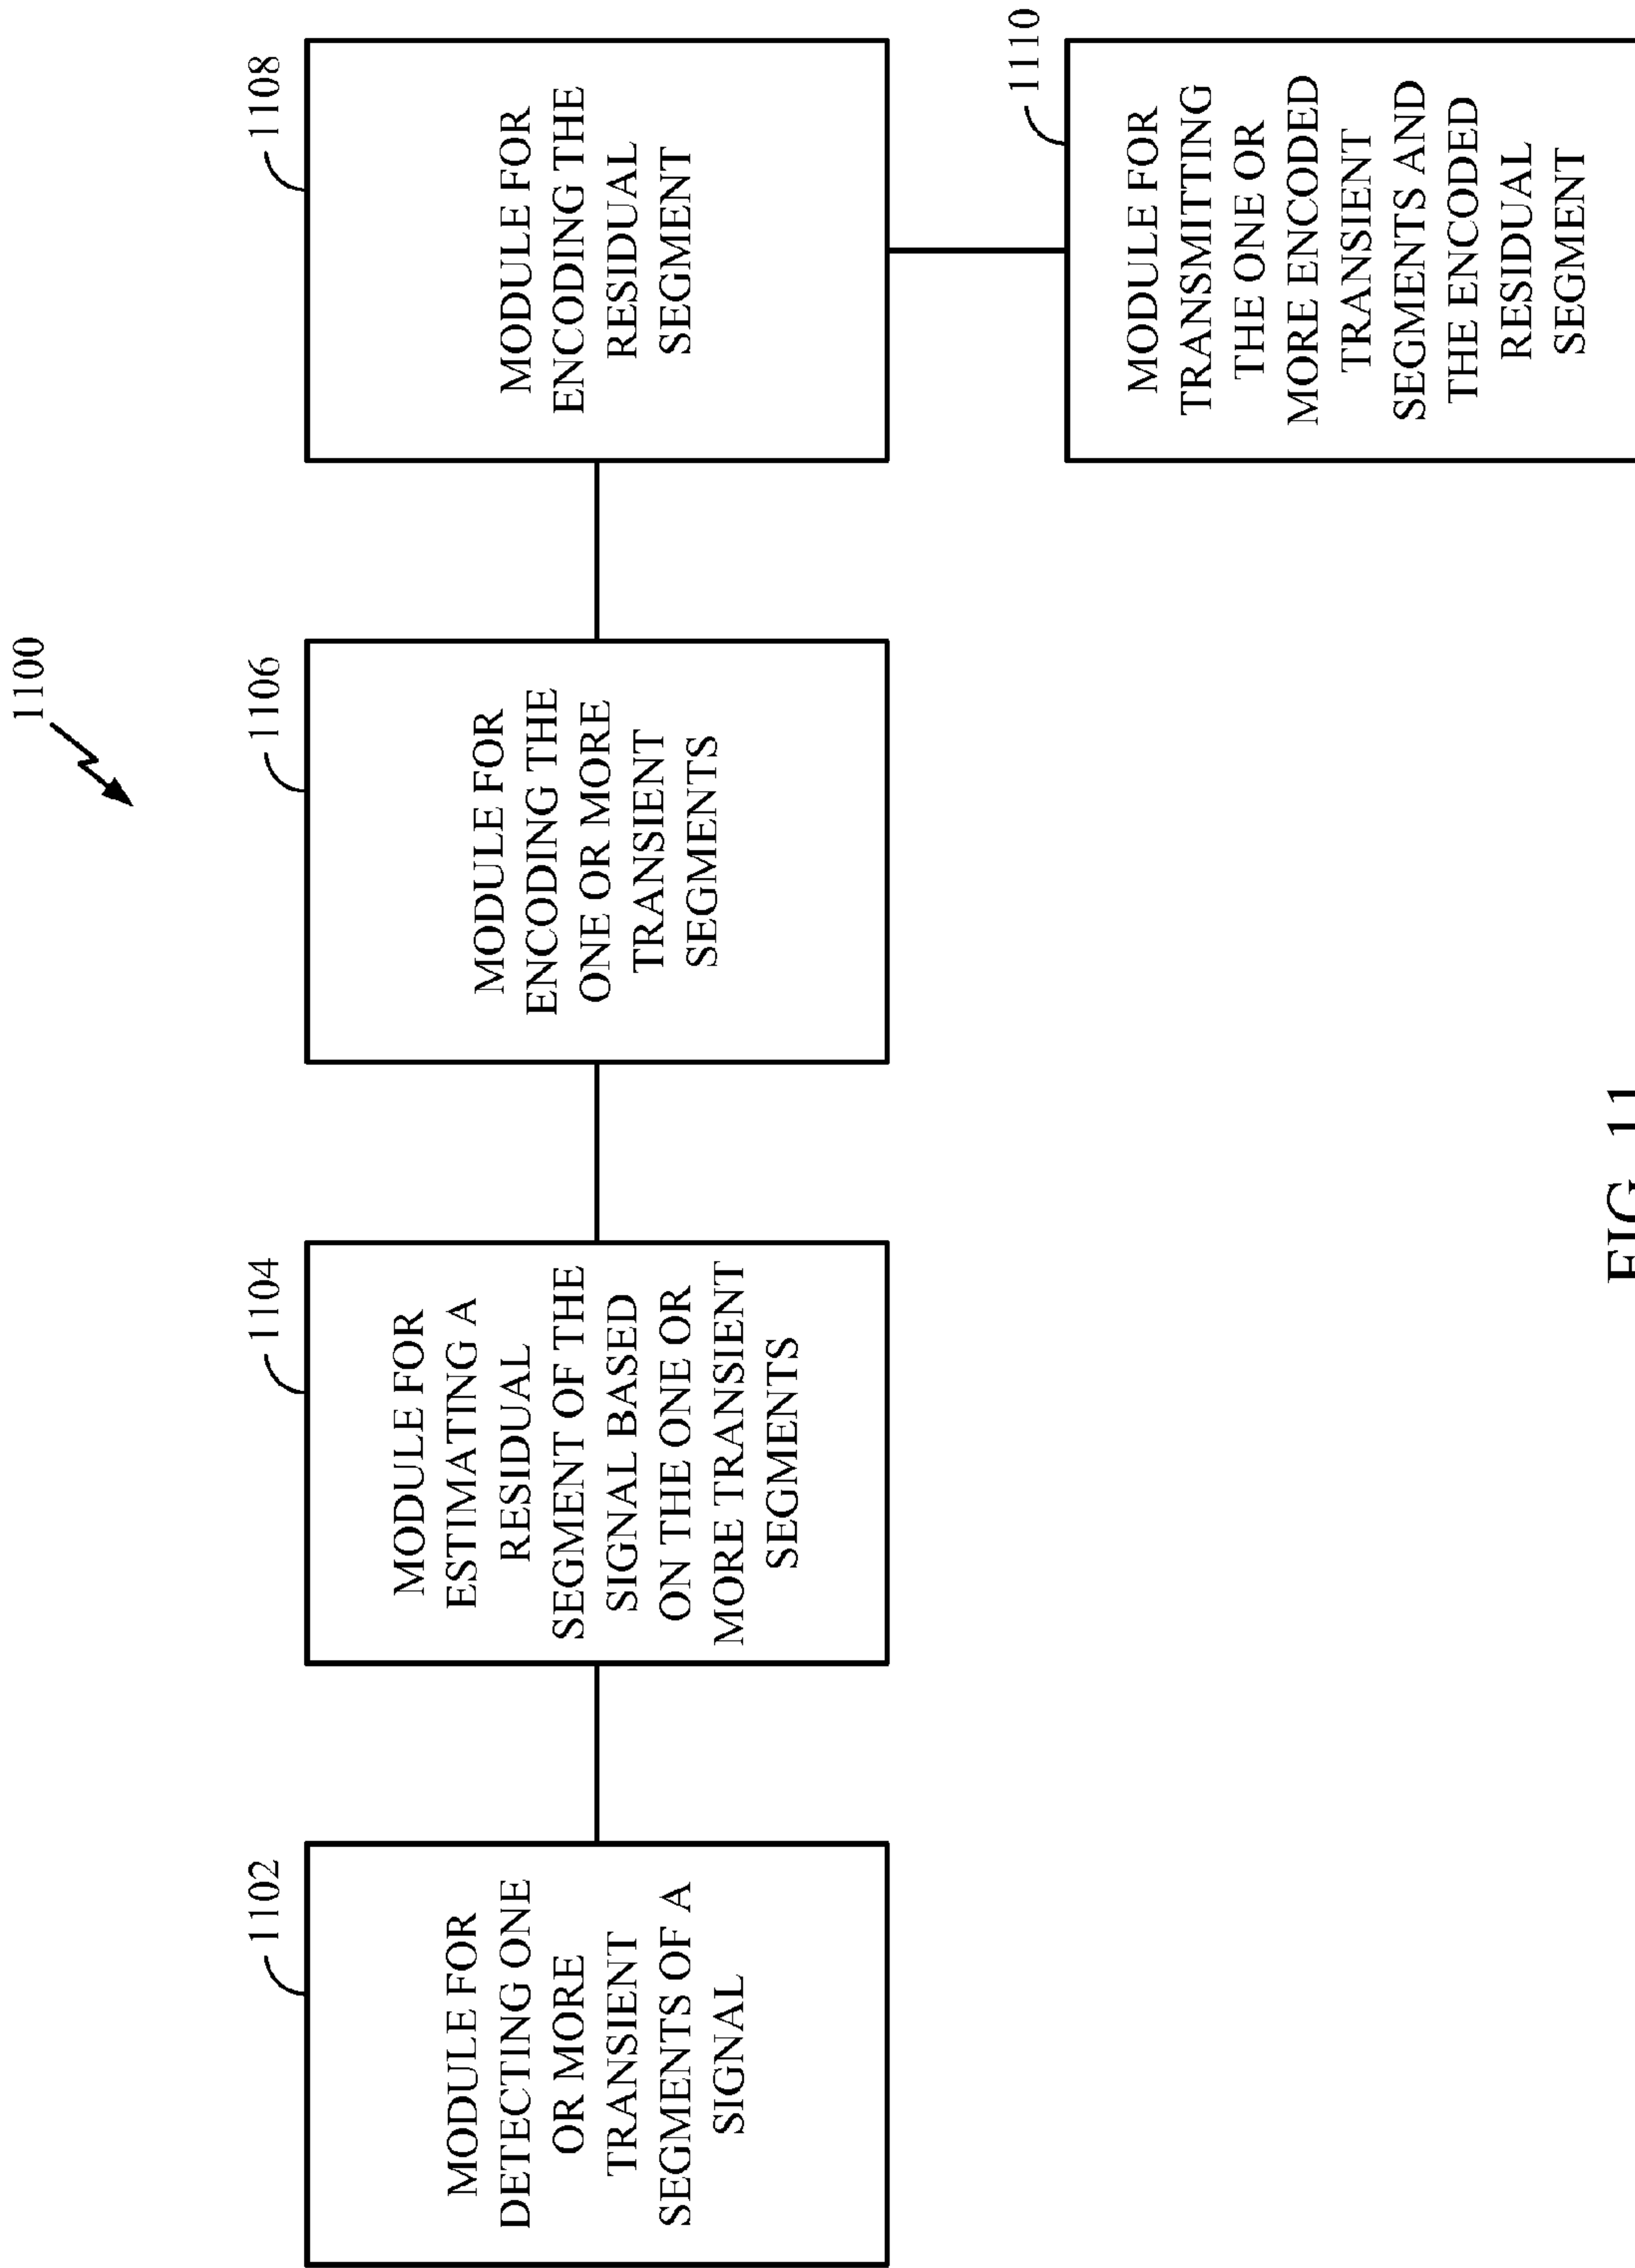 1100
1102
MODULE FOR
DETECTING ONE
OR MORE
TRANSIENT
SEGMENTS OF A
SIGNAL
1104
MODULE FOR
ESTIMATING A
RESIDUAL
SEGMENT OF THE
SIGNAL BASED
ON THE ONE OR
MORE TRANSIENT
SEGMENTS
1106
MODULE FOR
ENCODING THE
ONE OR MORE
TRANSIENT
SEGMENTS
1108
MODULE FOR
ENCODING THE
RESIDUAL
SEGMENT
1110
MODULE FOR
TRANSMITTING
THE ONE OR
MORE ENCODED
TRANSIENT
SEGMENTS AND
THE ENCODED
RESIDUAL
SEGMENT
FIG. 11